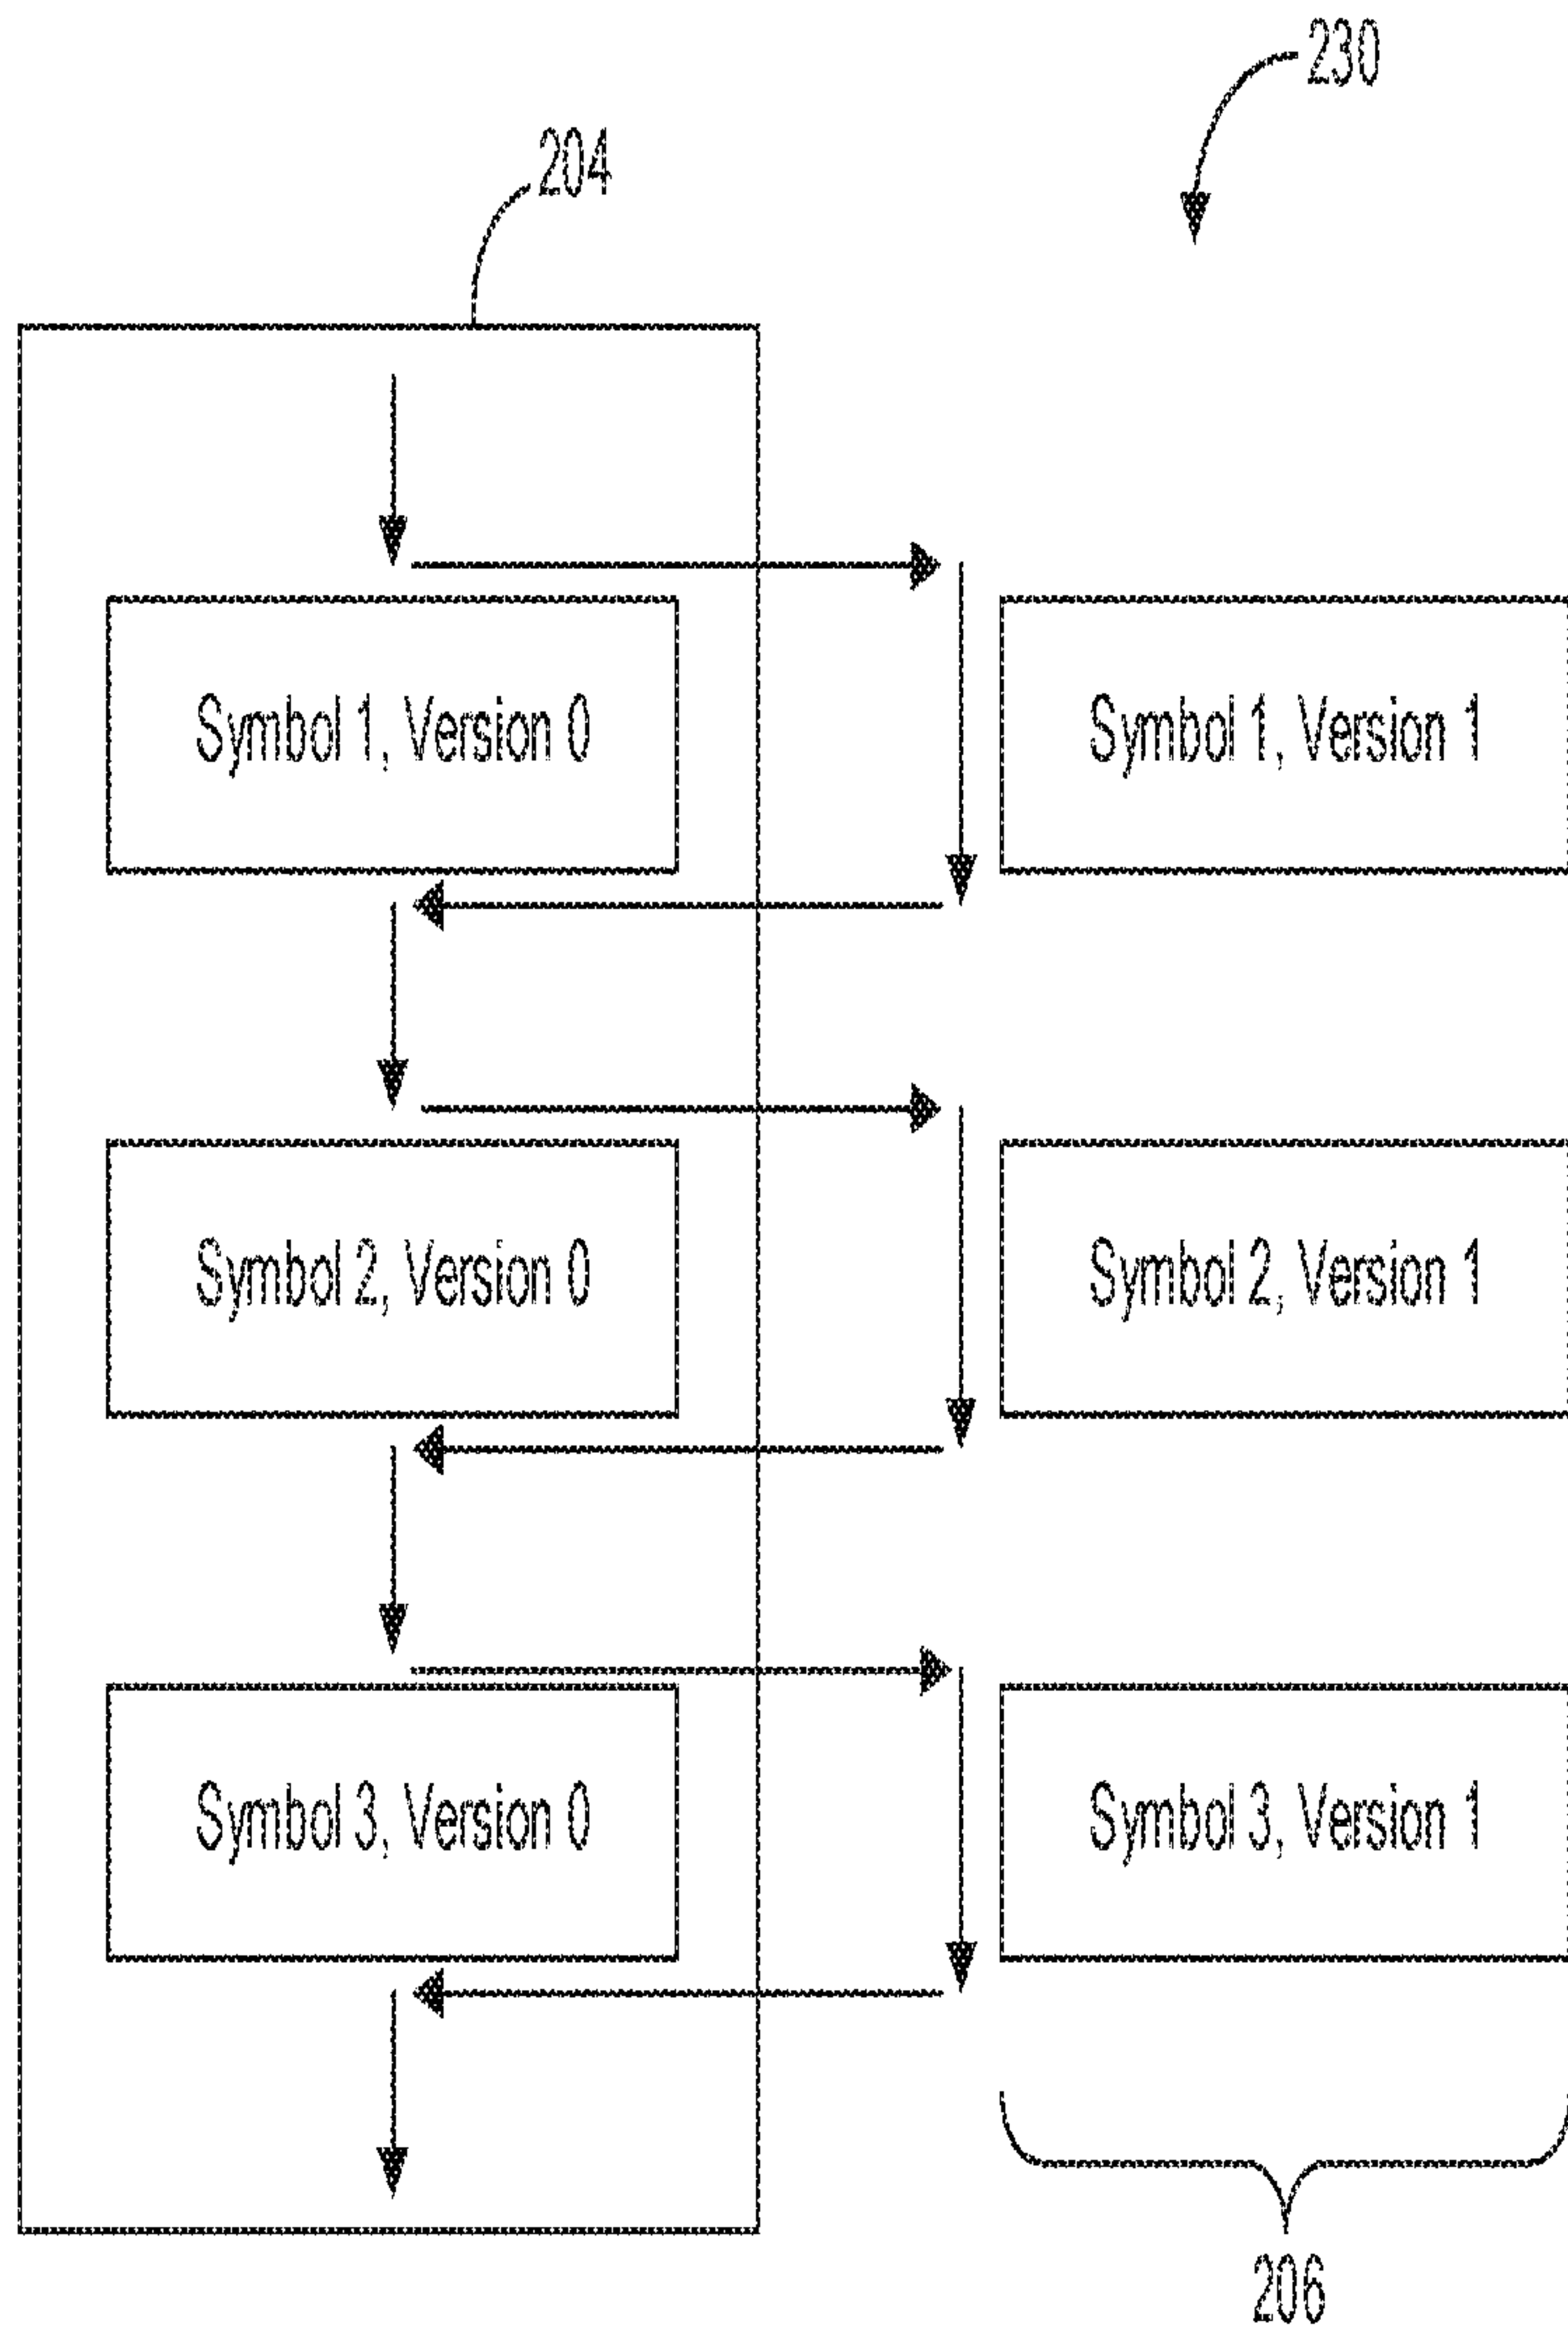 230
204
Symbol 1, Version 0
Symbol 1, Version 1
Symbol 2, Version 0
Symbol 2, Version 1
Symbol 3, Version 0
Symbol 3, Version 1
206